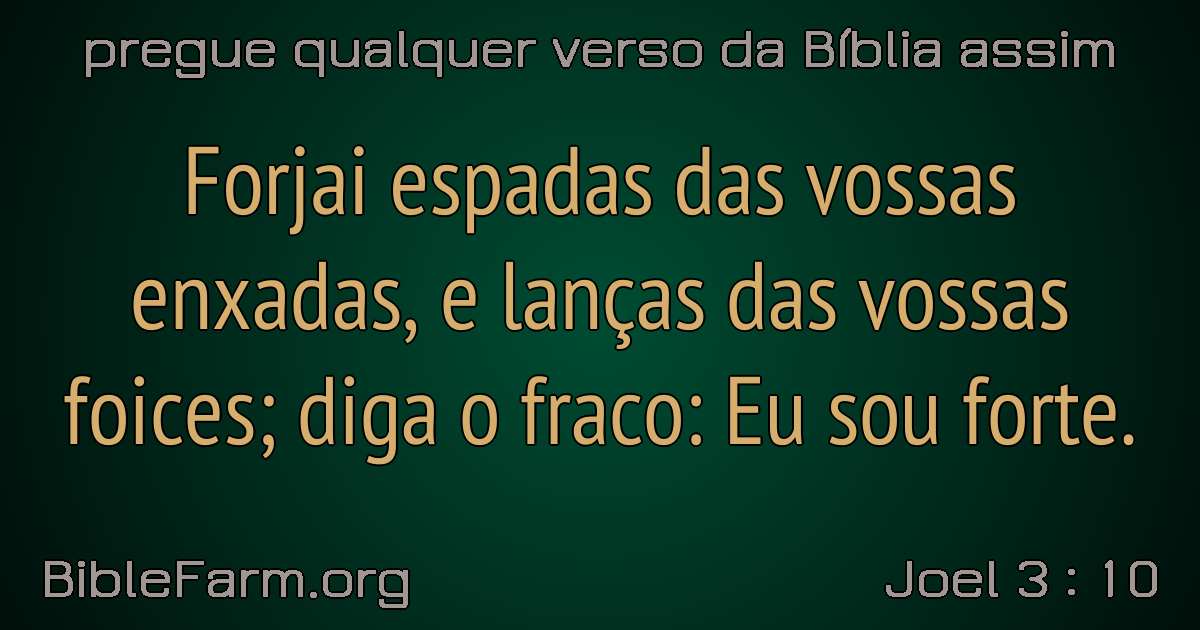 pregue qualquer verso da Bíblia assim
Forjai espadas das vossas
enxadas, e lanças das vossas
foices; diga o fraco: Eu sou forte.
BibleFarm.org
Joel 3 : 10